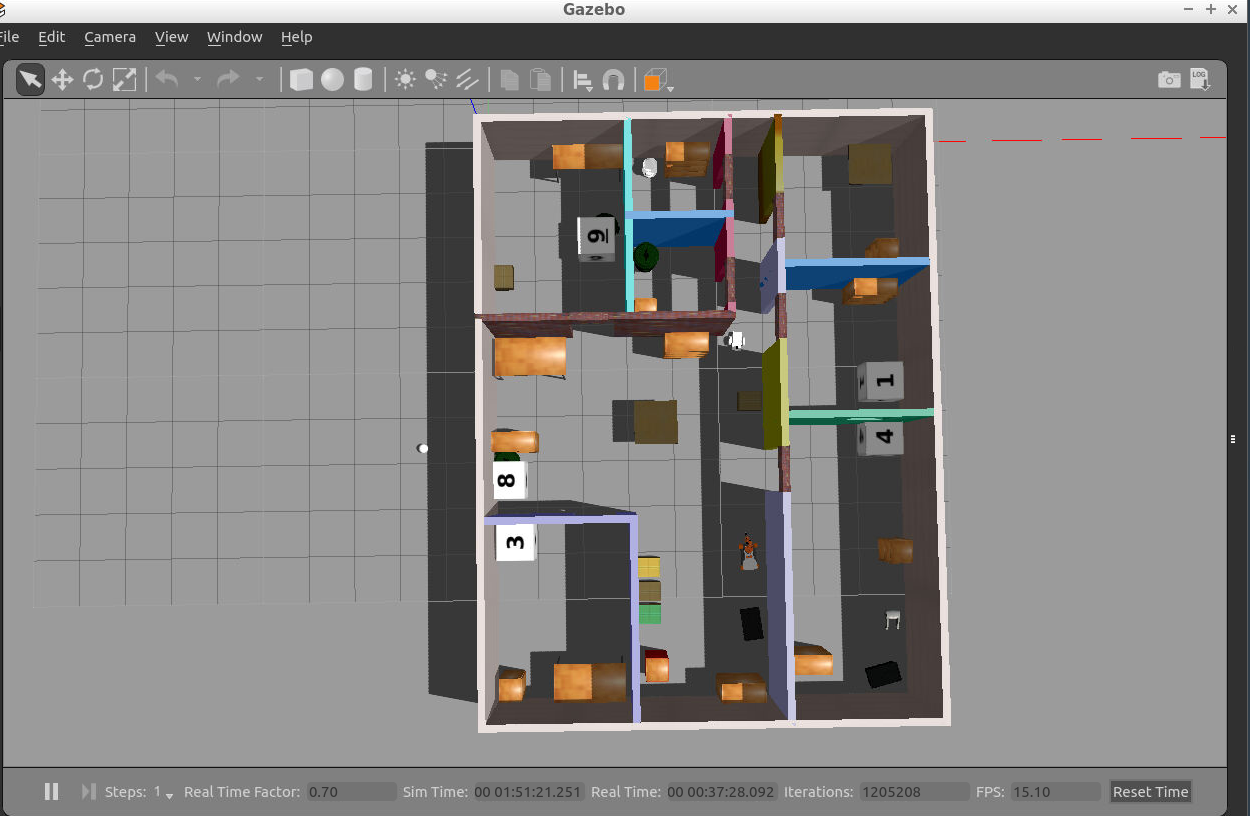 Gazebo
File Edit Camera View Window Help
LOG
9
1
4
8
3
Steps: 1 Real Time Factor: 0.70 Sim Time: 00 01:51:21.251 Real Time: 00 00:37:28.092 Iterations: 1205208 FPS: 15.10 Reset Time